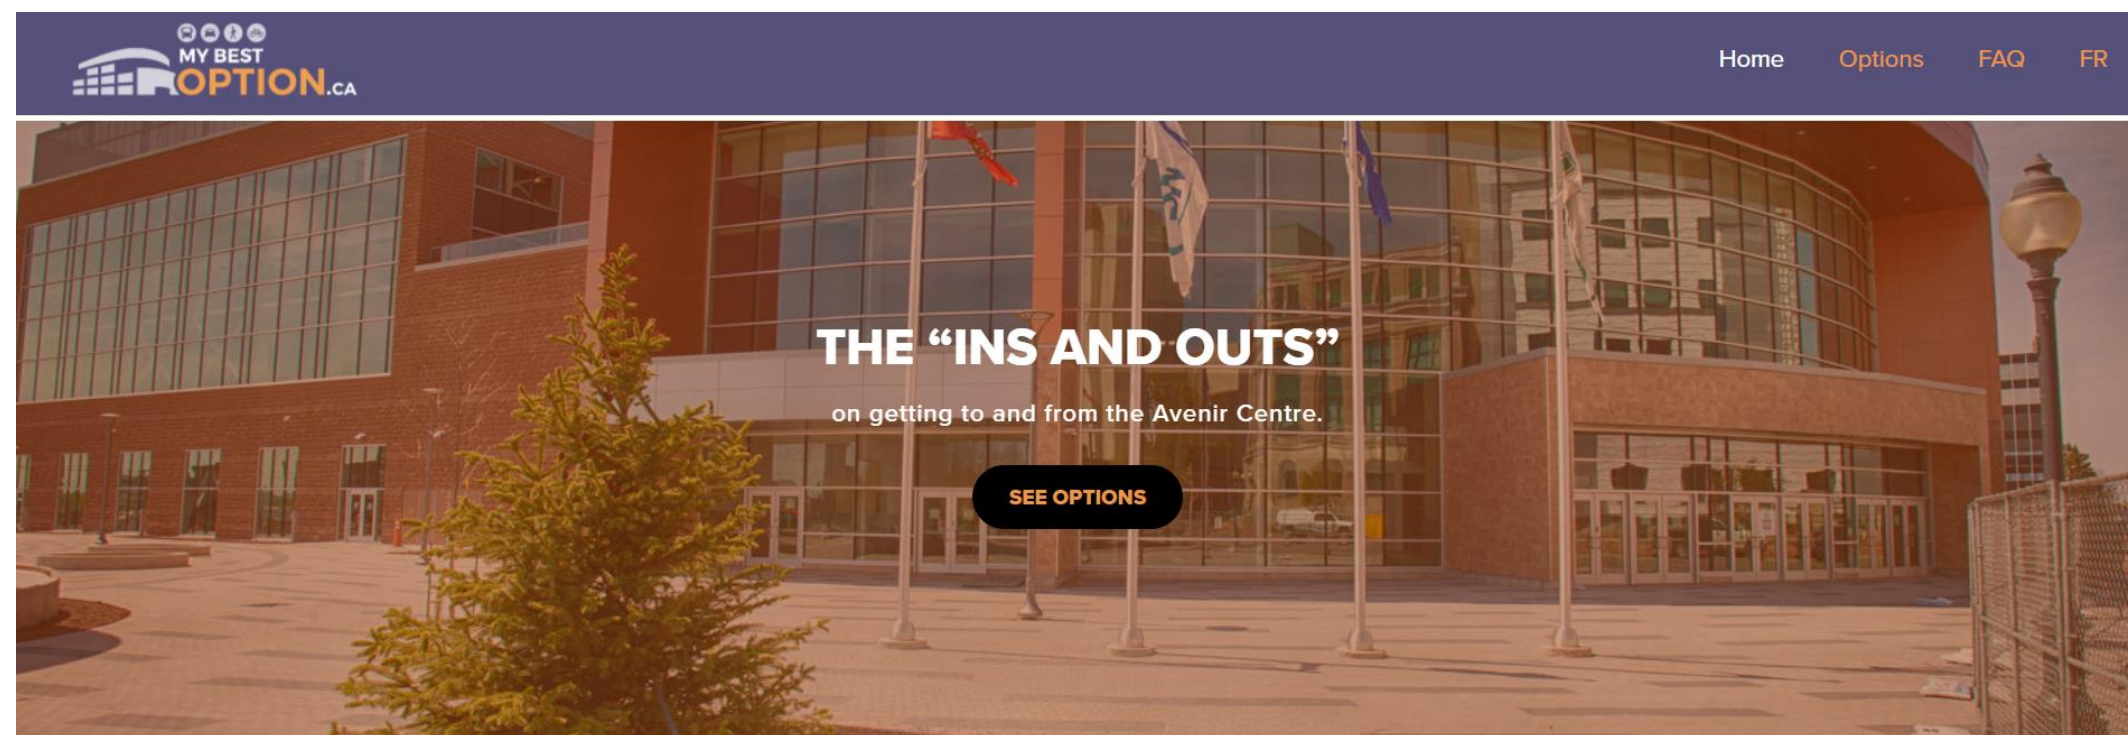 MY BEST
OPTION.CA
Home
Options
FAQ
FR
THE “INS AND OUTS”
on getting to and from the Avenir Centre.
SEE OPTIONS